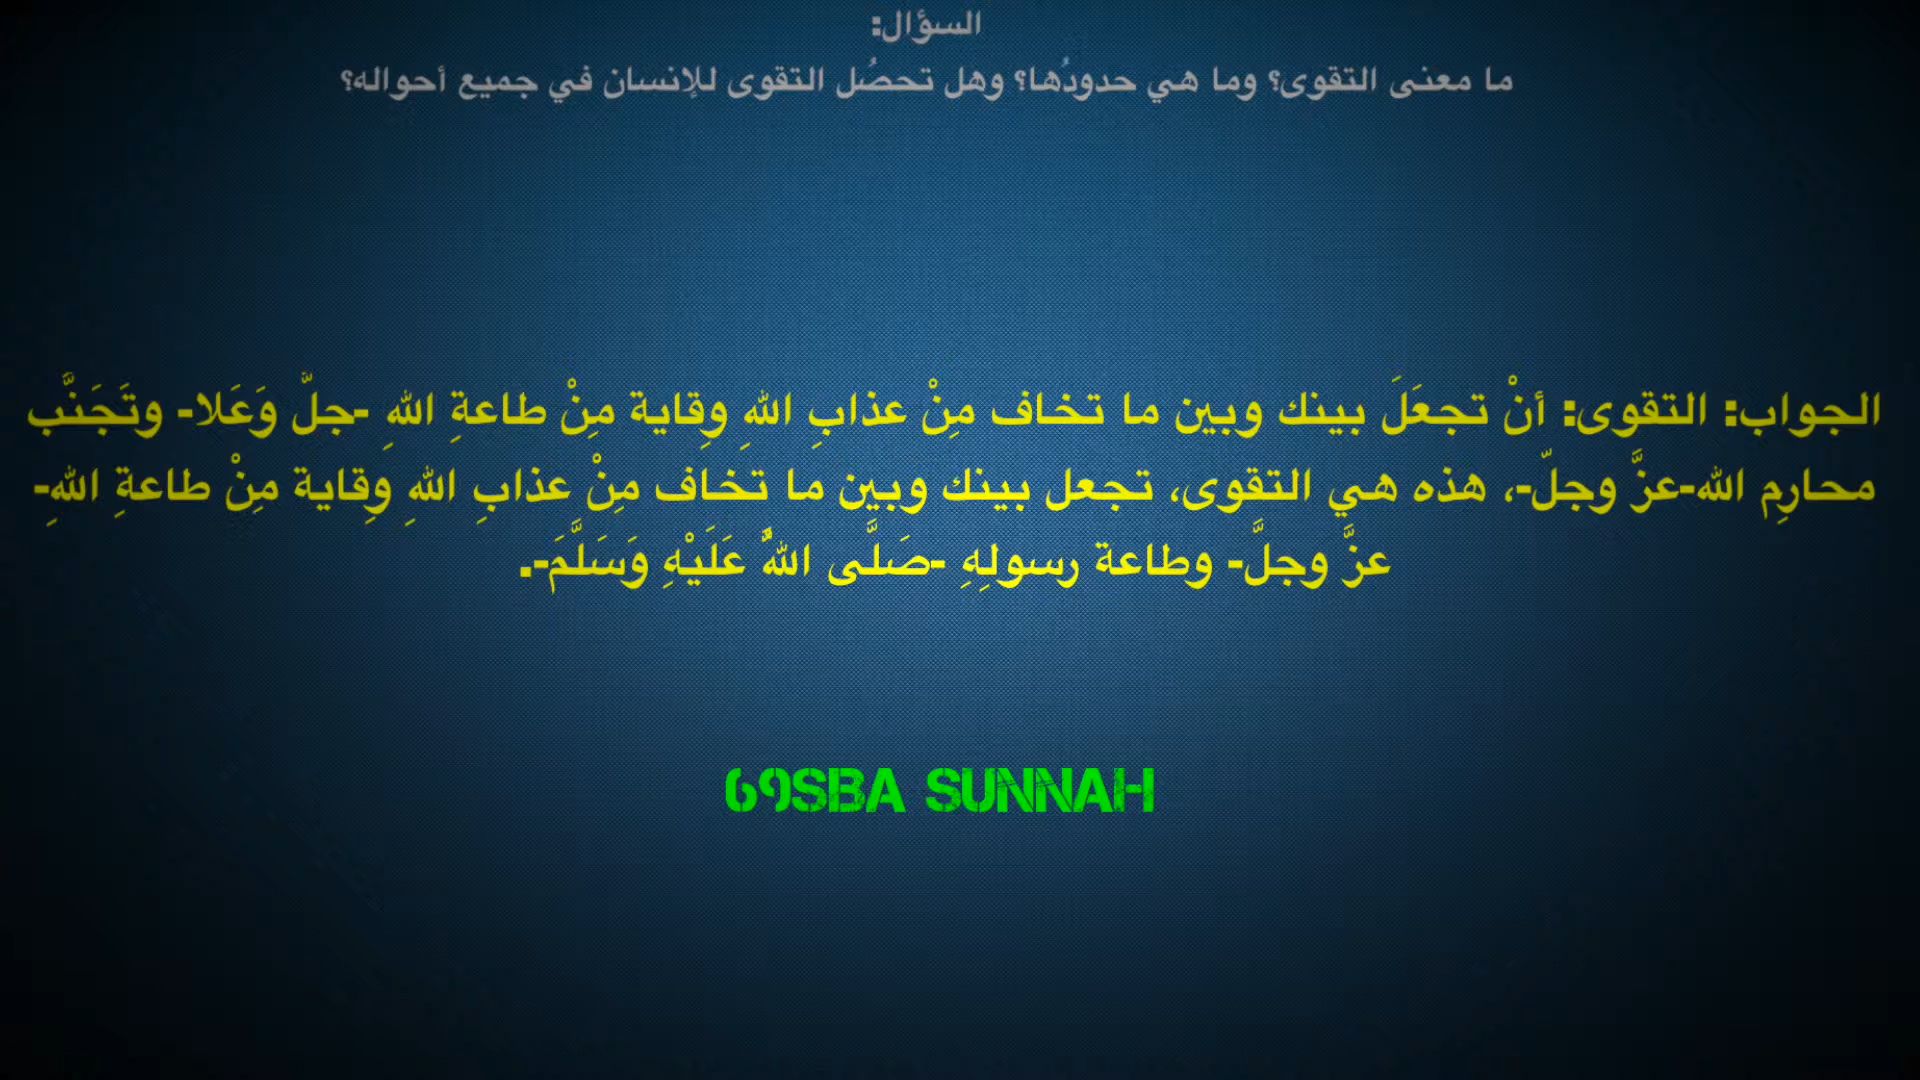 السؤال:
ما معنى التقوى؟ وما هي حدودُها؟ وهل تحصُل التقوى للإنسان في جميع أحواله؟
الجواب: التقوى: أنْ تجعَلَ بينك وبين ما تخاف مِنْ عذابِ اللهِ وِقاية مِنْ طاعةِ اللهِ -جلَّ وَعَلا- وتَجَنَّب
محارِم الله-عزَّ وجلّ-، هذه هي التقوى، تجعل بينك وبين ما تخاف مِنْ عذابِ اللهِ وِقاية مِنْ طاعةِ اللهِ-
عزَّ وجلَّ- وطاعة رسولِهِ -صَلَّى اللهُ عَلَيْهِ وَسَلَّمَ-.
69SBA SUNNAH